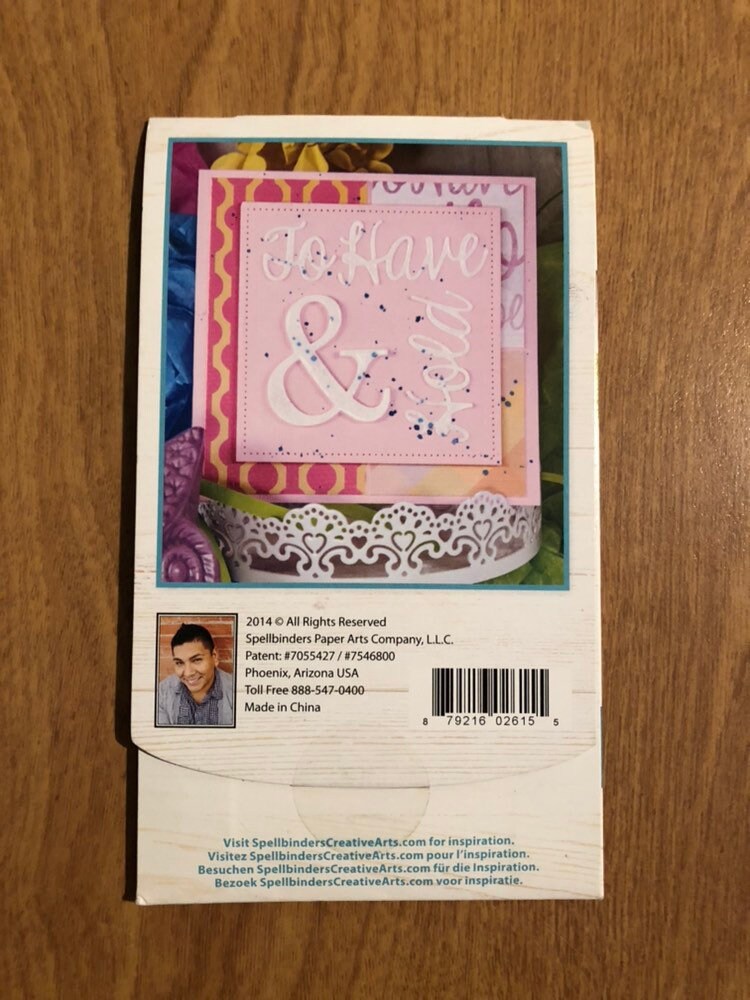 To Have
To Have
&
Hold
2014 © All Rights Reserved
Spellbinders Paper Arts Company, L.L.C.
Patent: #7055427 / #7546800
Phoenix, Arizona USA
Toll Free 888-547-0400
Made in China
8 79216 02615 5
Visit SpellbindersCreativeArts.com for inspiration.
Visitez SpellbindersCreativeArts.com pour l'inspiration.
Besuchen SpellbindersCreativeArts.com für die Inspiration.
Bezoek SpellbindersCreativeArts.com voor inspiratie.